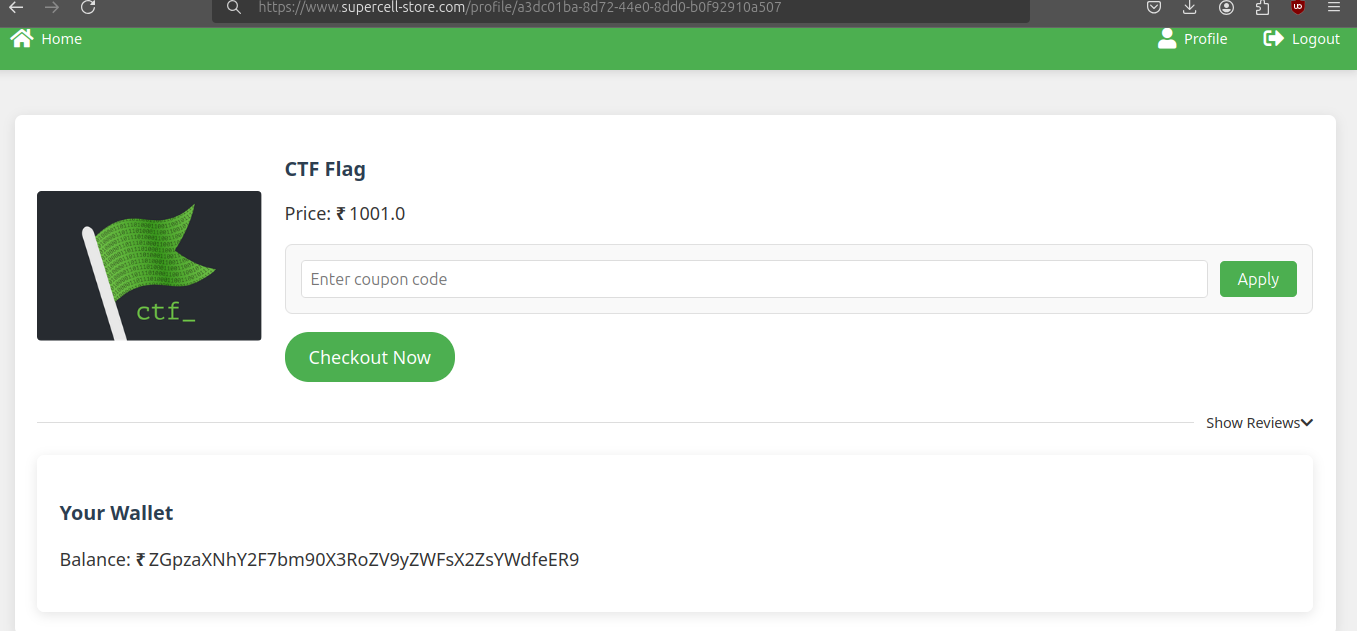 https://www.supercell-store.com/profile/a3dc01ba-8d72-44e0-8dd0-b0f92910a507
Home
Profile
Logout
CTF Flag
Price: ₹ 1001.0
Enter coupon code
Apply
ctf_
Checkout Now
Show Reviews
Your Wallet
Balance: ₹ ZGpzaXNhY2F7bm90X3RoZV9yZWFsX2ZsYWdfeER9